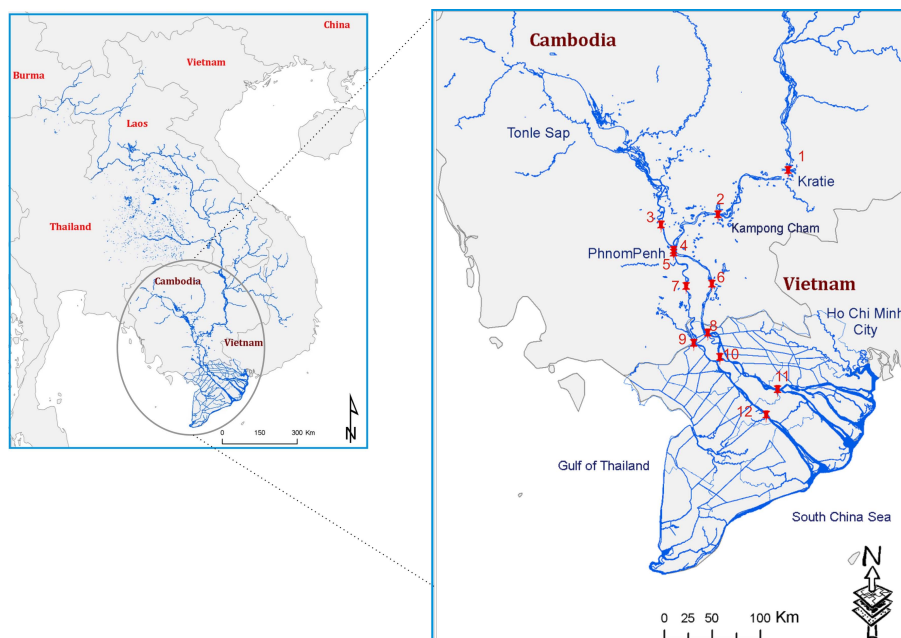 China
Vietnam
Burma
Laos
Thailand
Cambodia
Vietnam
N
0 150 300 Km
Cambodia
Tonle Sap
1
Kratie
2
Kampong Cham
3
4
PhnomPenh
5
6
7
Vietnam
Ho Chi Minh
City
8
9
10
11
12
Gulf of Thailand
South China Sea
N
0 25 50 100 Km